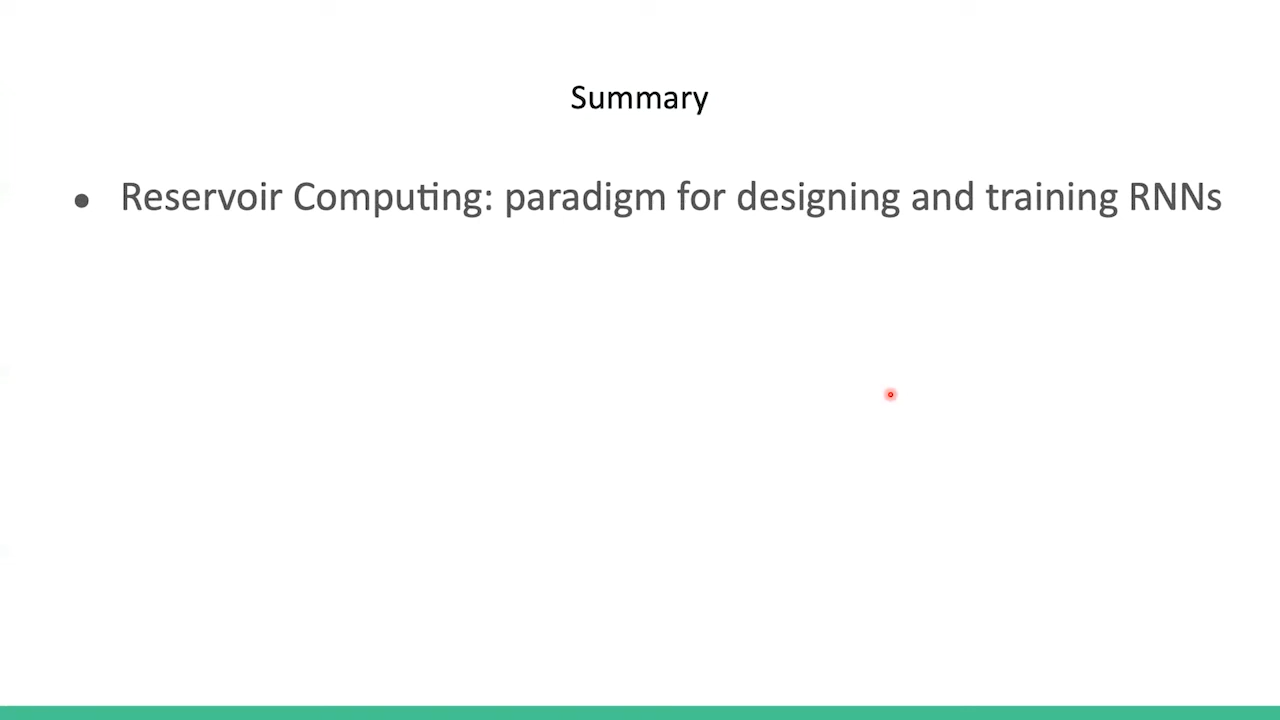 Summary
● Reservoir Computing: paradigm for designing and training RNNs